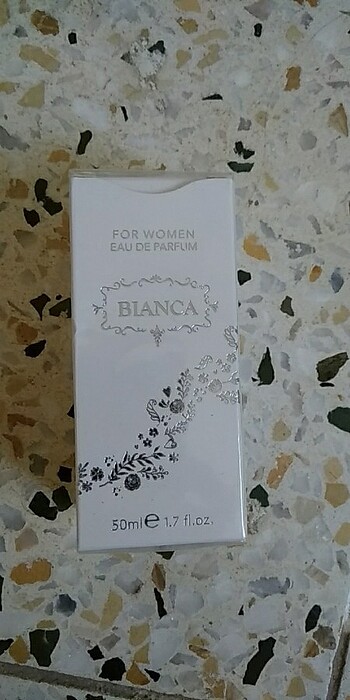 FOR WOMEN
EAU DE PARFUM
BIANCA
50ml℮ 1.7 fl.oz.